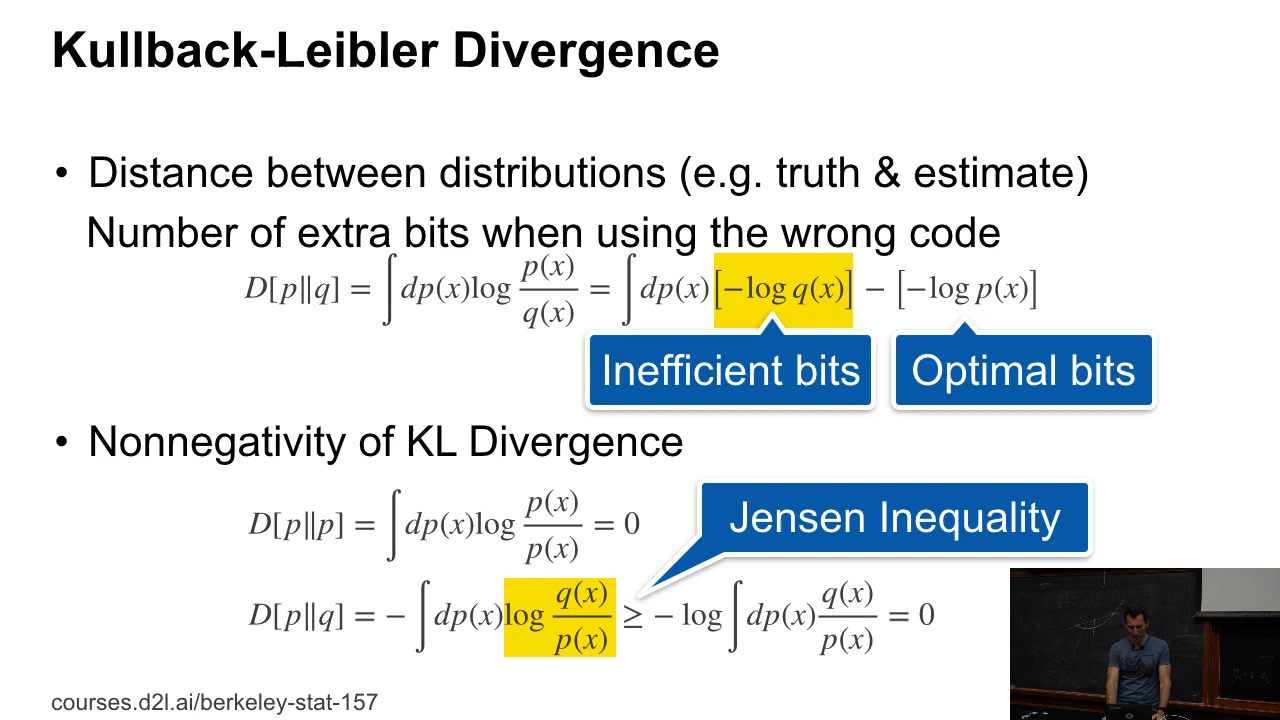 Kullback-Leibler Divergence
• Distance between distributions (e.g. truth & estimate)
Number of extra bits when using the wrong code
D[p‖q] = ∫ dp(x) log p(x)/q(x) = ∫ dp(x) [−log q(x)] − [−log p(x)]
Inefficient bits
Optimal bits
• Nonnegativity of KL Divergence
Jensen Inequality
D[p‖p] = ∫ dp(x) log p(x)/p(x) = 0
D[p‖q] = − ∫ dp(x) log q(x)/p(x) ≥ − log ∫ dp(x) q(x)/p(x) = 0
courses.d2l.ai/berkeley-stat-157